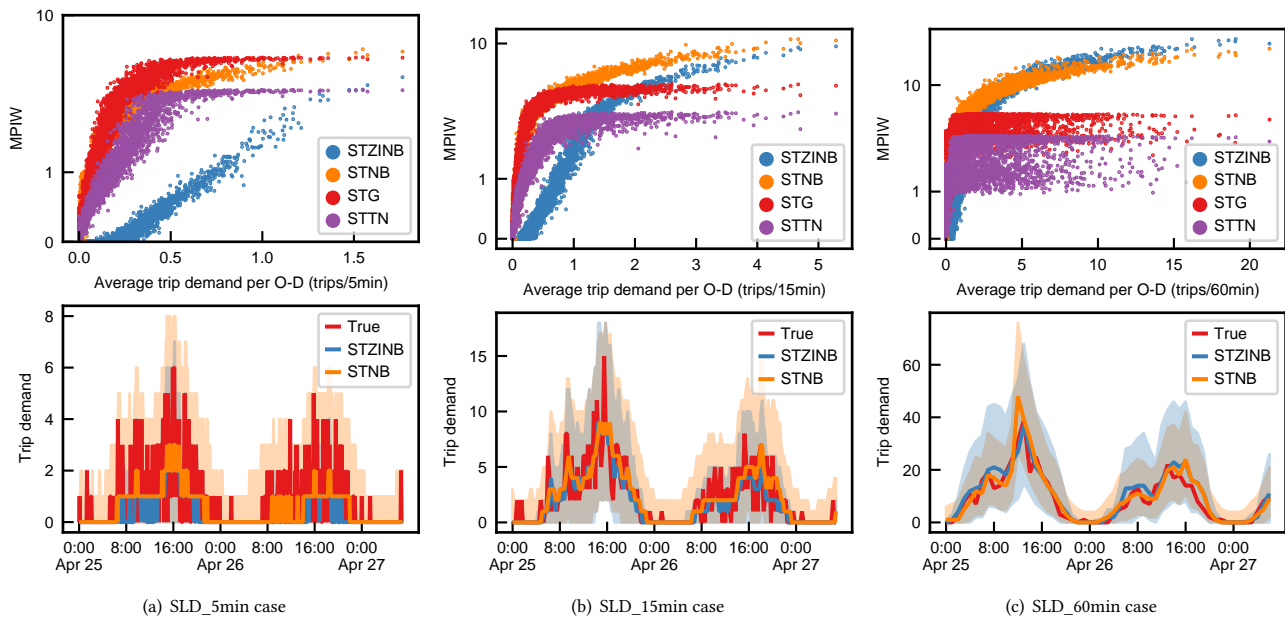 10
1
0
MPIW
STZINB
STNB
STG
STTN
0.0 0.5 1.0 1.5
Average trip demand per O-D (trips/5min)
10
1
0
MPIW
STZINB
STNB
STG
STTN
0 1 2 3 4 5
Average trip demand per O-D (trips/15min)
10
1
0
MPIW
STZINB
STNB
STG
STTN
0 5 10 15 20
Average trip demand per O-D (trips/60min)
8
6
4
2
0
Trip demand
True
STZINB
STNB
0:00 8:00 16:00 0:00 8:00 16:00 0:00
Apr 25 Apr 26 Apr 27
15
10
5
0
Trip demand
True
STZINB
STNB
0:00 8:00 16:00 0:00 8:00 16:00 0:00
Apr 25 Apr 26 Apr 27
60
40
20
0
Trip demand
True
STZINB
STNB
0:00 8:00 16:00 0:00 8:00 16:00 0:00
Apr 25 Apr 26 Apr 27
(a) SLD_5min case
(b) SLD_15min case
(c) SLD_60min case